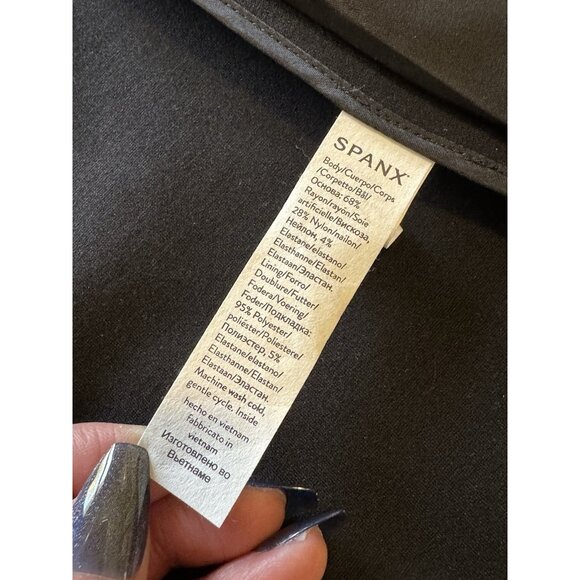 SPANX
Body/Cuerpo/Corps
/Corpetto/Bål/
Основа: 68%
Rayon/rayón/Soie
artificielle/Вискоза,
28% Nylon/nailon/
Нейлон, 4%
Elastane/elastano/
Elasthanne/Elastan/
Elastaan/Эластан.
Lining/Forro/
Doublure/Futter/
Fodera/Voering/
Foder/Подкладка:
95% Polyester/
poliéster/Poliestere/
Полиэстер, 5%
Elastane/elastano/
Elasthanne/Elastan/
Elastaan/Эластан.
Machine wash cold,
gentle cycle. Inside
hecho en vietnam
fabbricato in
vietnam
Изготовлено во
Вьетнаме